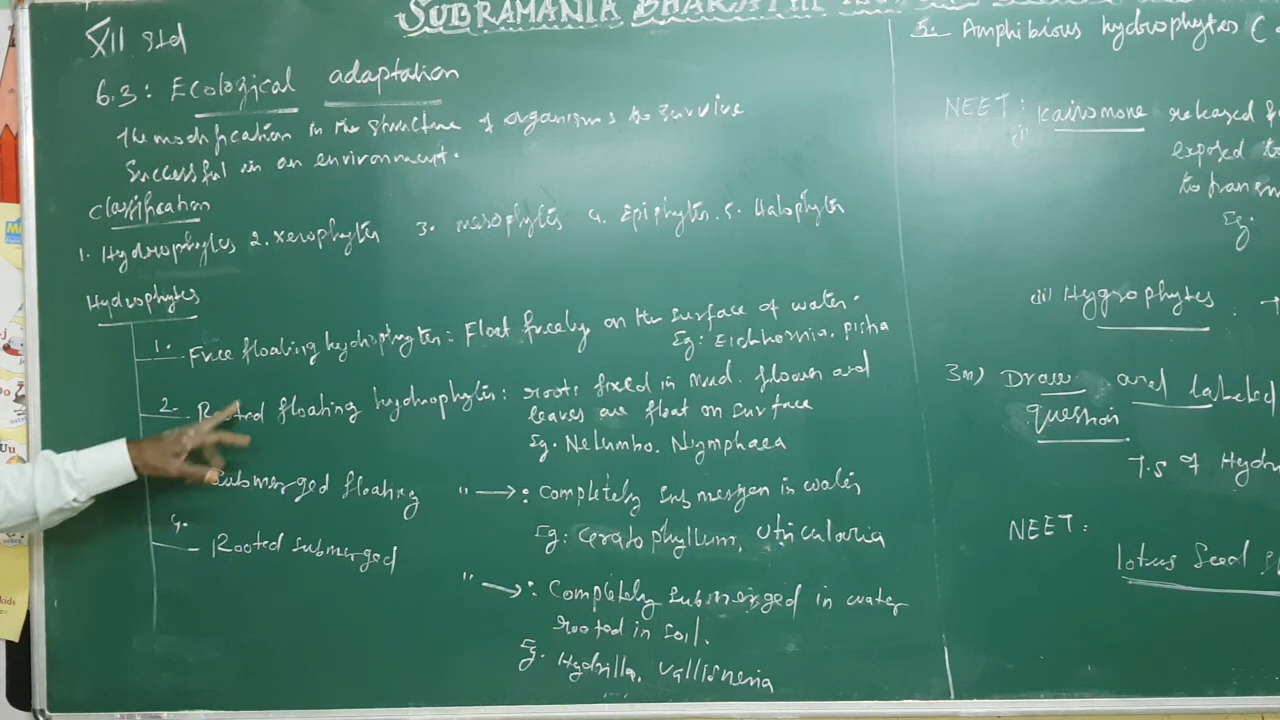 SUBRAMANIA BHARATHI
XII Std
6.3: Ecological adaptation
The modification in the structure of organisms to survive
Successful in an environment.
Classification
1. Hydrophytes 2. Xerophytes 3. mesophytes 4. Epiphytes. 5. Halophytes
Hydrophytes
1. Free floating hydrophytes: Float freely on the surface of water.
Eg: Eichhornia, Pistia
2. Rooted floating hydrophytes: roots fixed in mud. flower and
leaves are float on surface
Eg. Nelumbo, Nymphaea
Submerged floating " → : Completely submergen in water
Eg: Ceratophyllum, Utricularia
4. Rooted submerged
" → : Completely submerged in water
rooted in soil.
Eg. Hydrilla, Vallisneria
5. Amphibious hydrophytes (
NEET: Kairomone released
(i)
exposed to
to
Eg:
(ii) Hygrophytes :
3m) Draw and labeled
question
T.S of Hydr
NEET:
lotus Seed